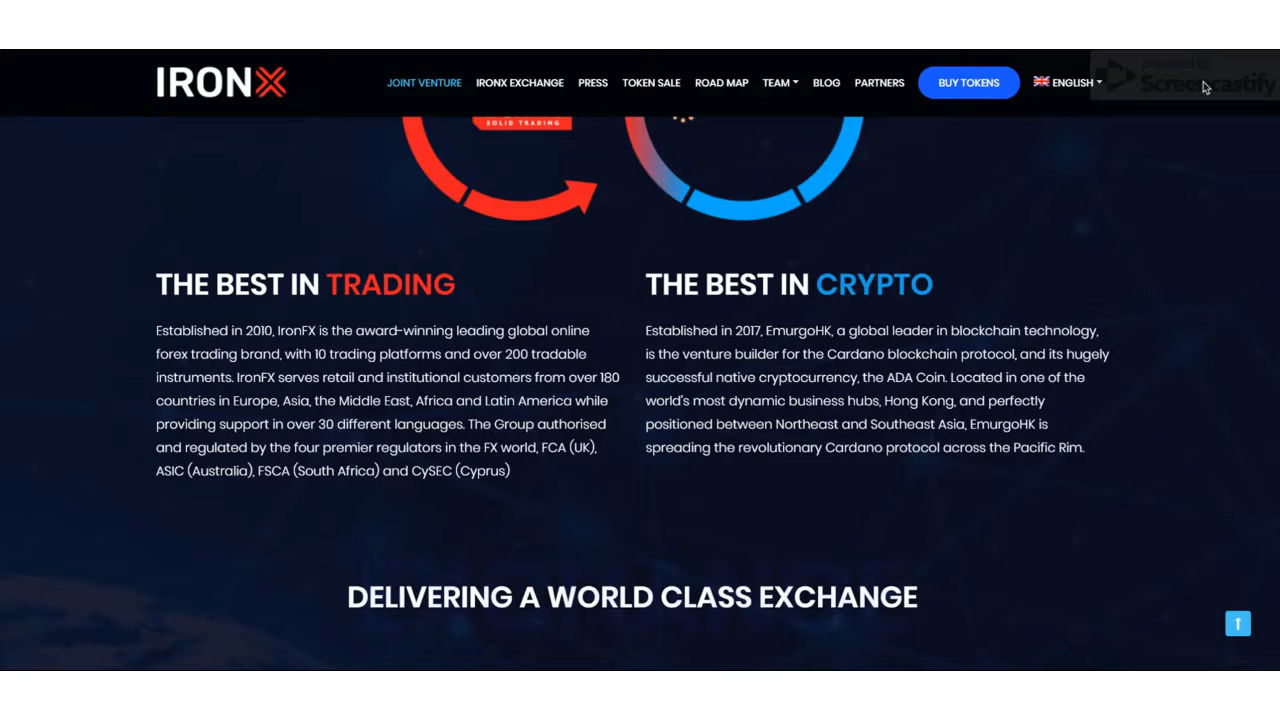 IRONX
JOINT VENTURE
IRONX EXCHANGE
PRESS
TOKEN SALE
ROAD MAP
TEAM
BLOG
PARTNERS
BUY TOKENS
ENGLISH
powered by
Screencastify
SOLID TRADING
THE BEST IN TRADING
Established in 2010, IronFX is the award-winning leading global online
forex trading brand, with 10 trading platforms and over 200 tradable
instruments. IronFX serves retail and institutional customers from over 180
countries in Europe, Asia, the Middle East, Africa and Latin America while
providing support in over 30 different languages. The Group authorised
and regulated by the four premier regulators in the FX world, FCA (UK),
ASIC (Australia), FSCA (South Africa) and CySEC (Cyprus)
THE BEST IN CRYPTO
Established in 2017, EmurgoHK, a global leader in blockchain technology,
is the venture builder for the Cardano blockchain protocol, and its hugely
successful native cryptocurrency, the ADA Coin. Located in one of the
world's most dynamic business hubs, Hong Kong, and perfectly
positioned between Northeast and Southeast Asia, EmurgoHK is
spreading the revolutionary Cardano protocol across the Pacific Rim.
DELIVERING A WORLD CLASS EXCHANGE